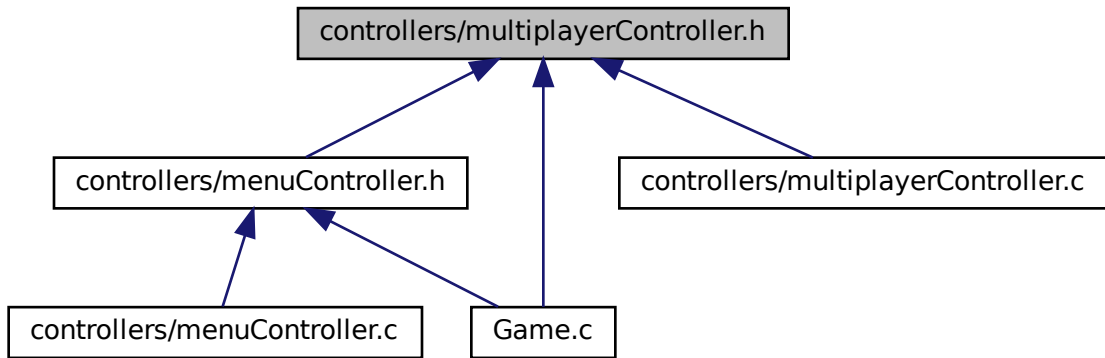 controllers/multiplayerController.h
controllers/menuController.h
controllers/multiplayerController.c
controllers/menuController.c
Game.c